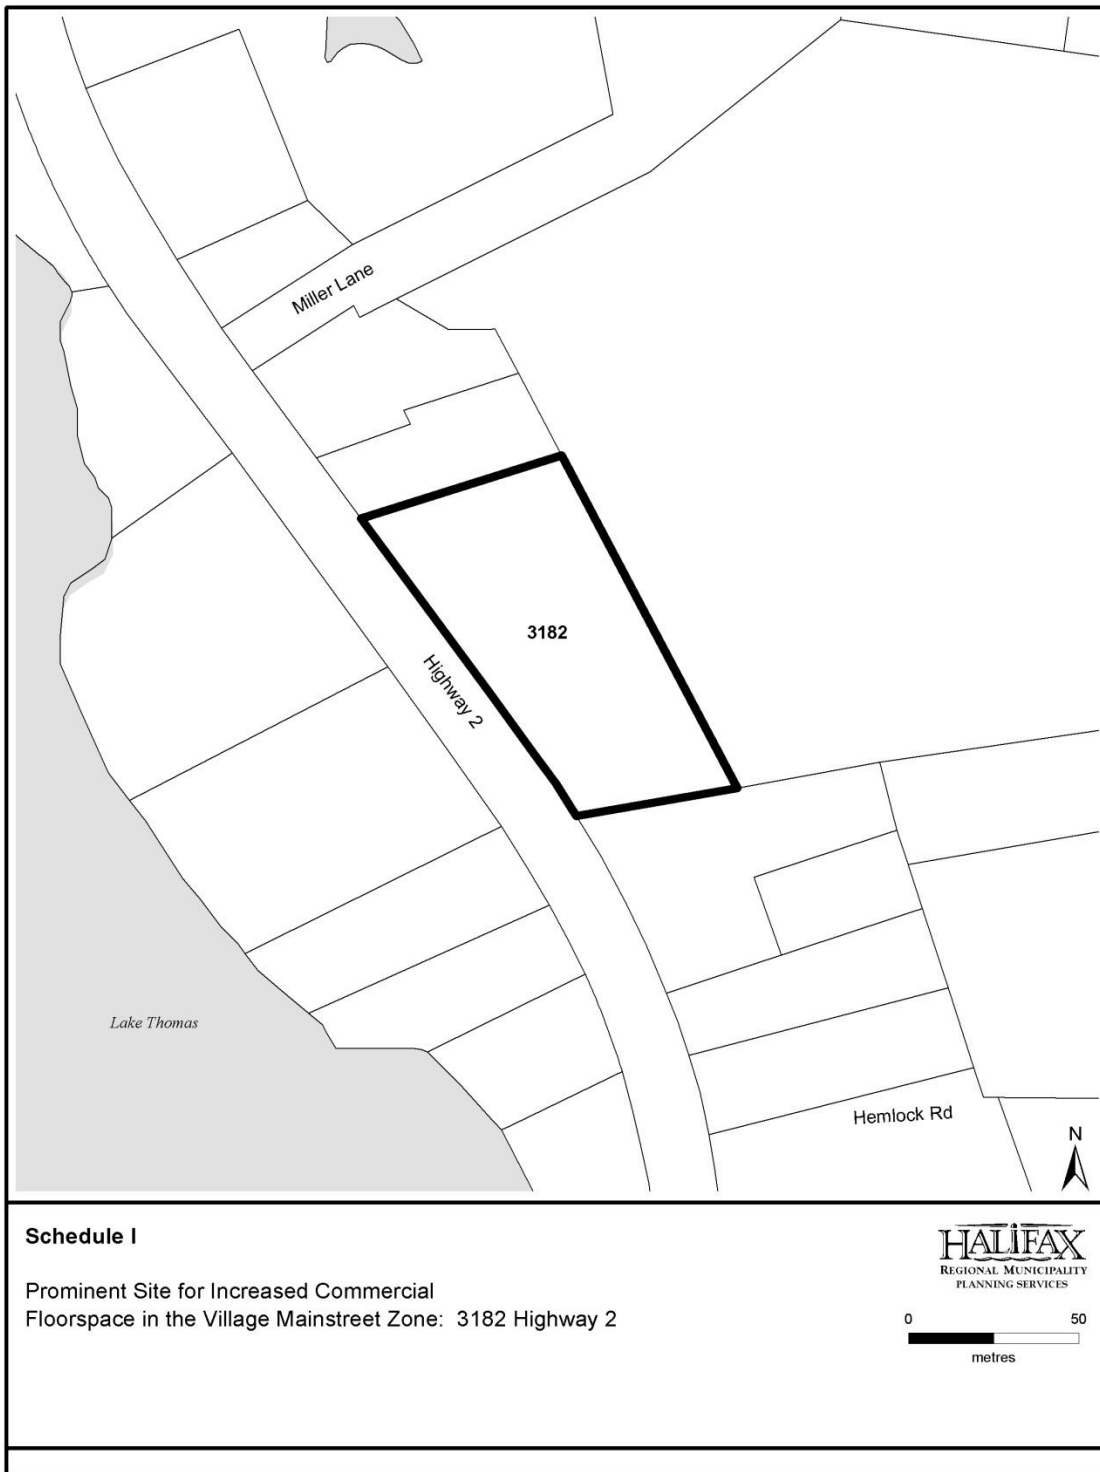 Miller Lane
3182
Highway 2
Lake Thomas
Hemlock Rd
N
Schedule I
Prominent Site for Increased Commercial
Floorspace in the Village Mainstreet Zone: 3182 Highway 2
HALIFAX
REGIONAL MUNICIPALITY
PLANNING SERVICES
0 50
metres